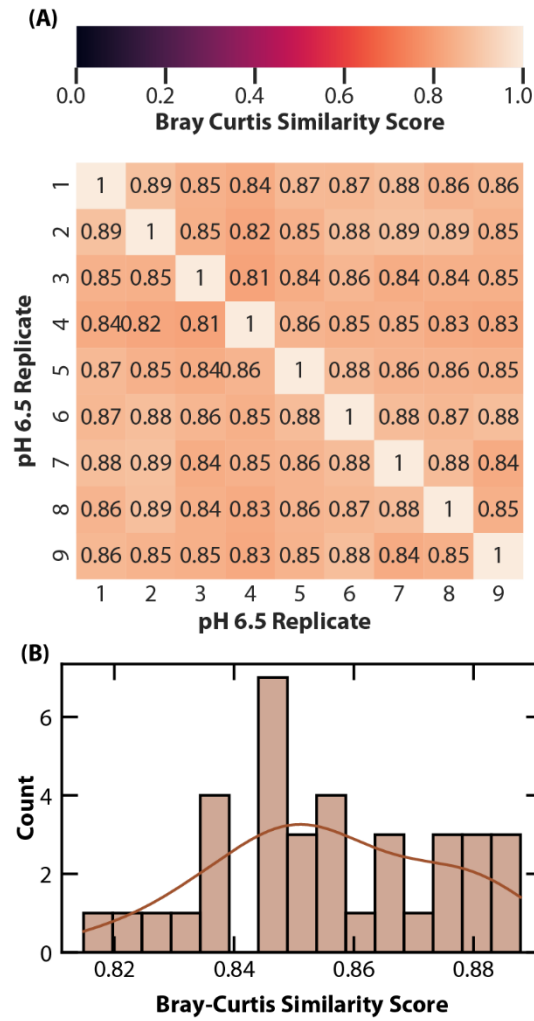 (A)
0.0 0.2 0.4 0.6 0.8 1.0
Bray Curtis Similarity Score
pH 6.5 Replicate
1 1 0.89 0.85 0.84 0.87 0.87 0.88 0.86 0.86
2 0.89 1 0.85 0.82 0.85 0.88 0.89 0.89 0.85
3 0.85 0.85 1 0.81 0.84 0.86 0.84 0.84 0.85
4 0.84 0.82 0.81 1 0.86 0.85 0.85 0.83 0.83
5 0.87 0.85 0.84 0.86 1 0.88 0.86 0.86 0.85
6 0.87 0.88 0.86 0.85 0.88 1 0.88 0.87 0.88
7 0.88 0.89 0.84 0.85 0.86 0.88 1 0.88 0.84
8 0.86 0.89 0.84 0.83 0.86 0.87 0.88 1 0.85
9 0.86 0.85 0.85 0.83 0.85 0.88 0.84 0.85 1
1 2 3 4 5 6 7 8 9
pH 6.5 Replicate
(B)
Count
6
4
2
0
0.82 0.84 0.86 0.88
Bray-Curtis Similarity Score